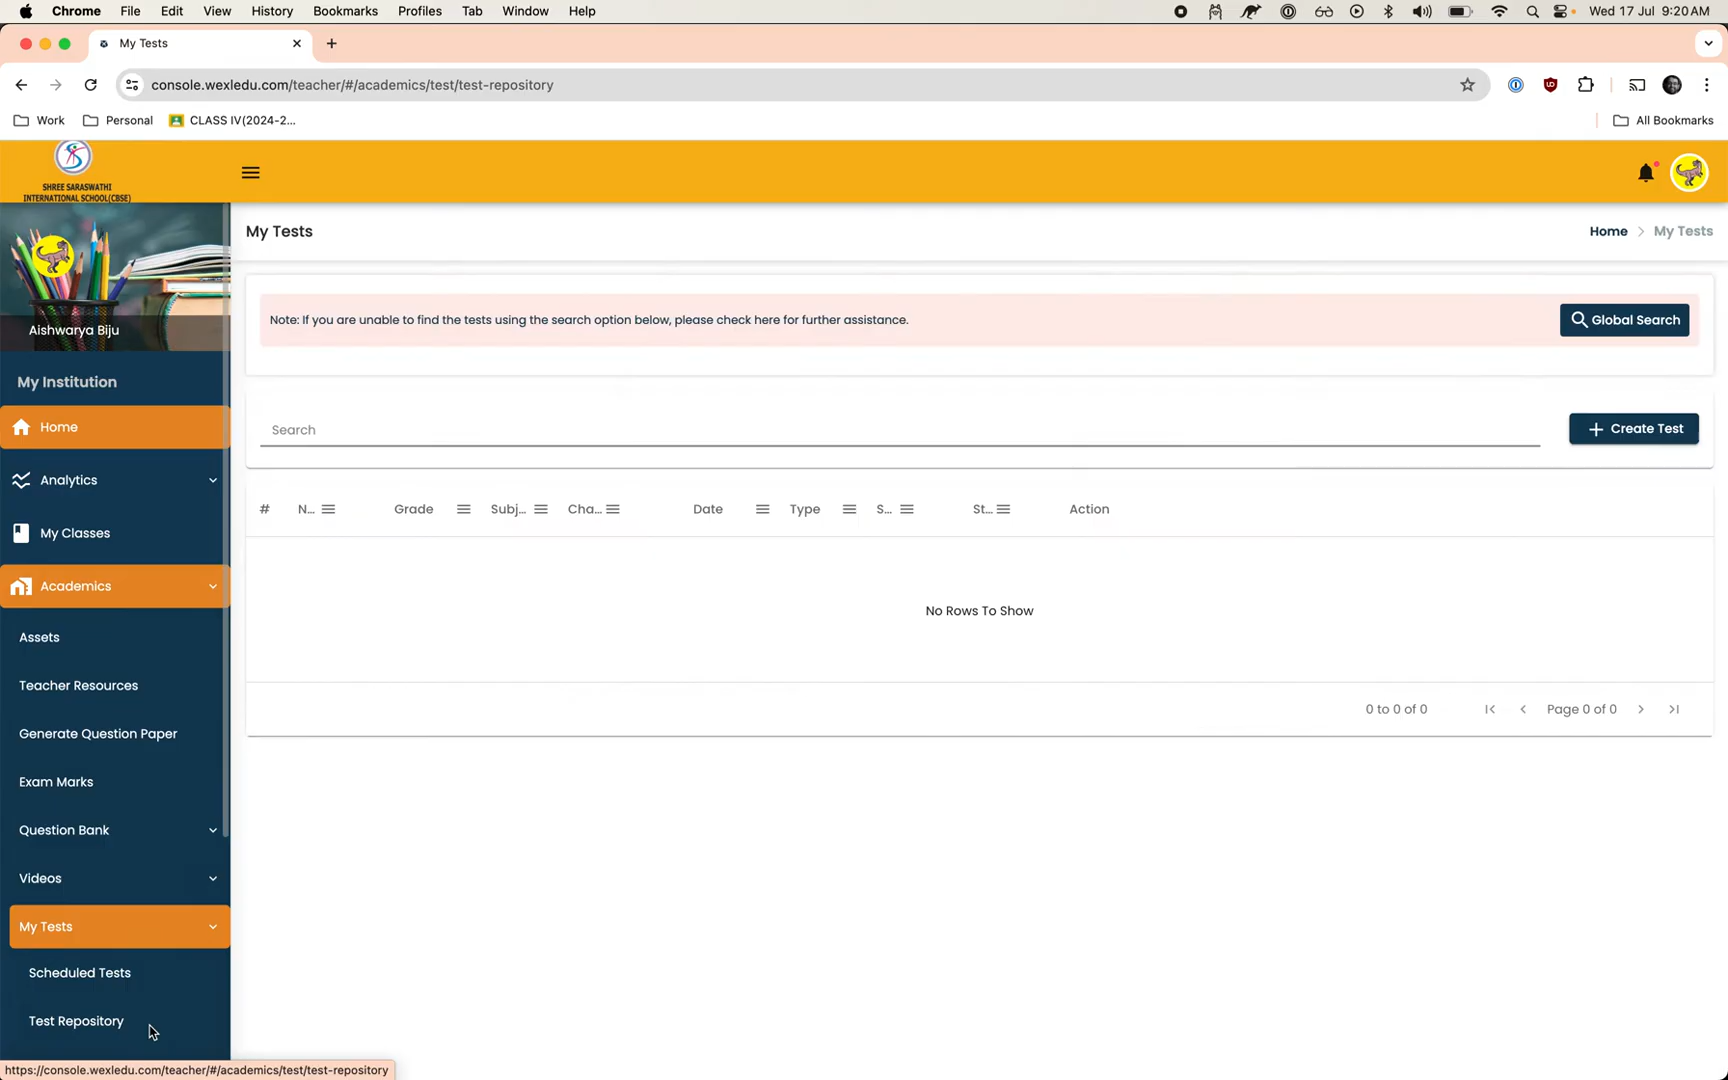 Chrome File Edit View History Bookmarks Profiles Tab Window Help Wed 17 Jul 9:20 AM
My Tests
console.wexledu.com/teacher/#/academics/test/test-repository
Work Personal CLASS IV(2024-2... All Bookmarks
SHREE SARASWATHI
INTERNATIONAL SCHOOL(CBSE)
My Tests Home My Tests
Note: If you are unable to find the tests using the search option below, please check here for further assistance. Global Search
Aishwarya Biju
My Institution
Home
Analytics
My Classes
Academics
Assets
Teacher Resources
Generate Question Paper
Exam Marks
Question Bank
Videos
My Tests
Scheduled Tests
Test Repository
Search Create Test
# N... Grade Subj... Cha... Date Type S... St... Action
No Rows To Show
0 to 0 of 0 Page 0 of 0
https://console.wexledu.com/teacher/#/academics/test/test-repository